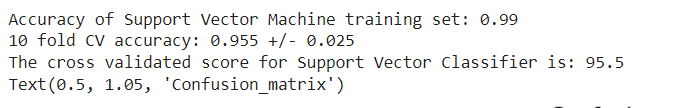 Accuracy of Support Vector Machine training set: 0.99
10 fold CV accuracy: 0.955 +/- 0.025
The cross validated score for Support Vector Classifier is: 95.5
Text(0.5, 1.05, 'Confusion_matrix')